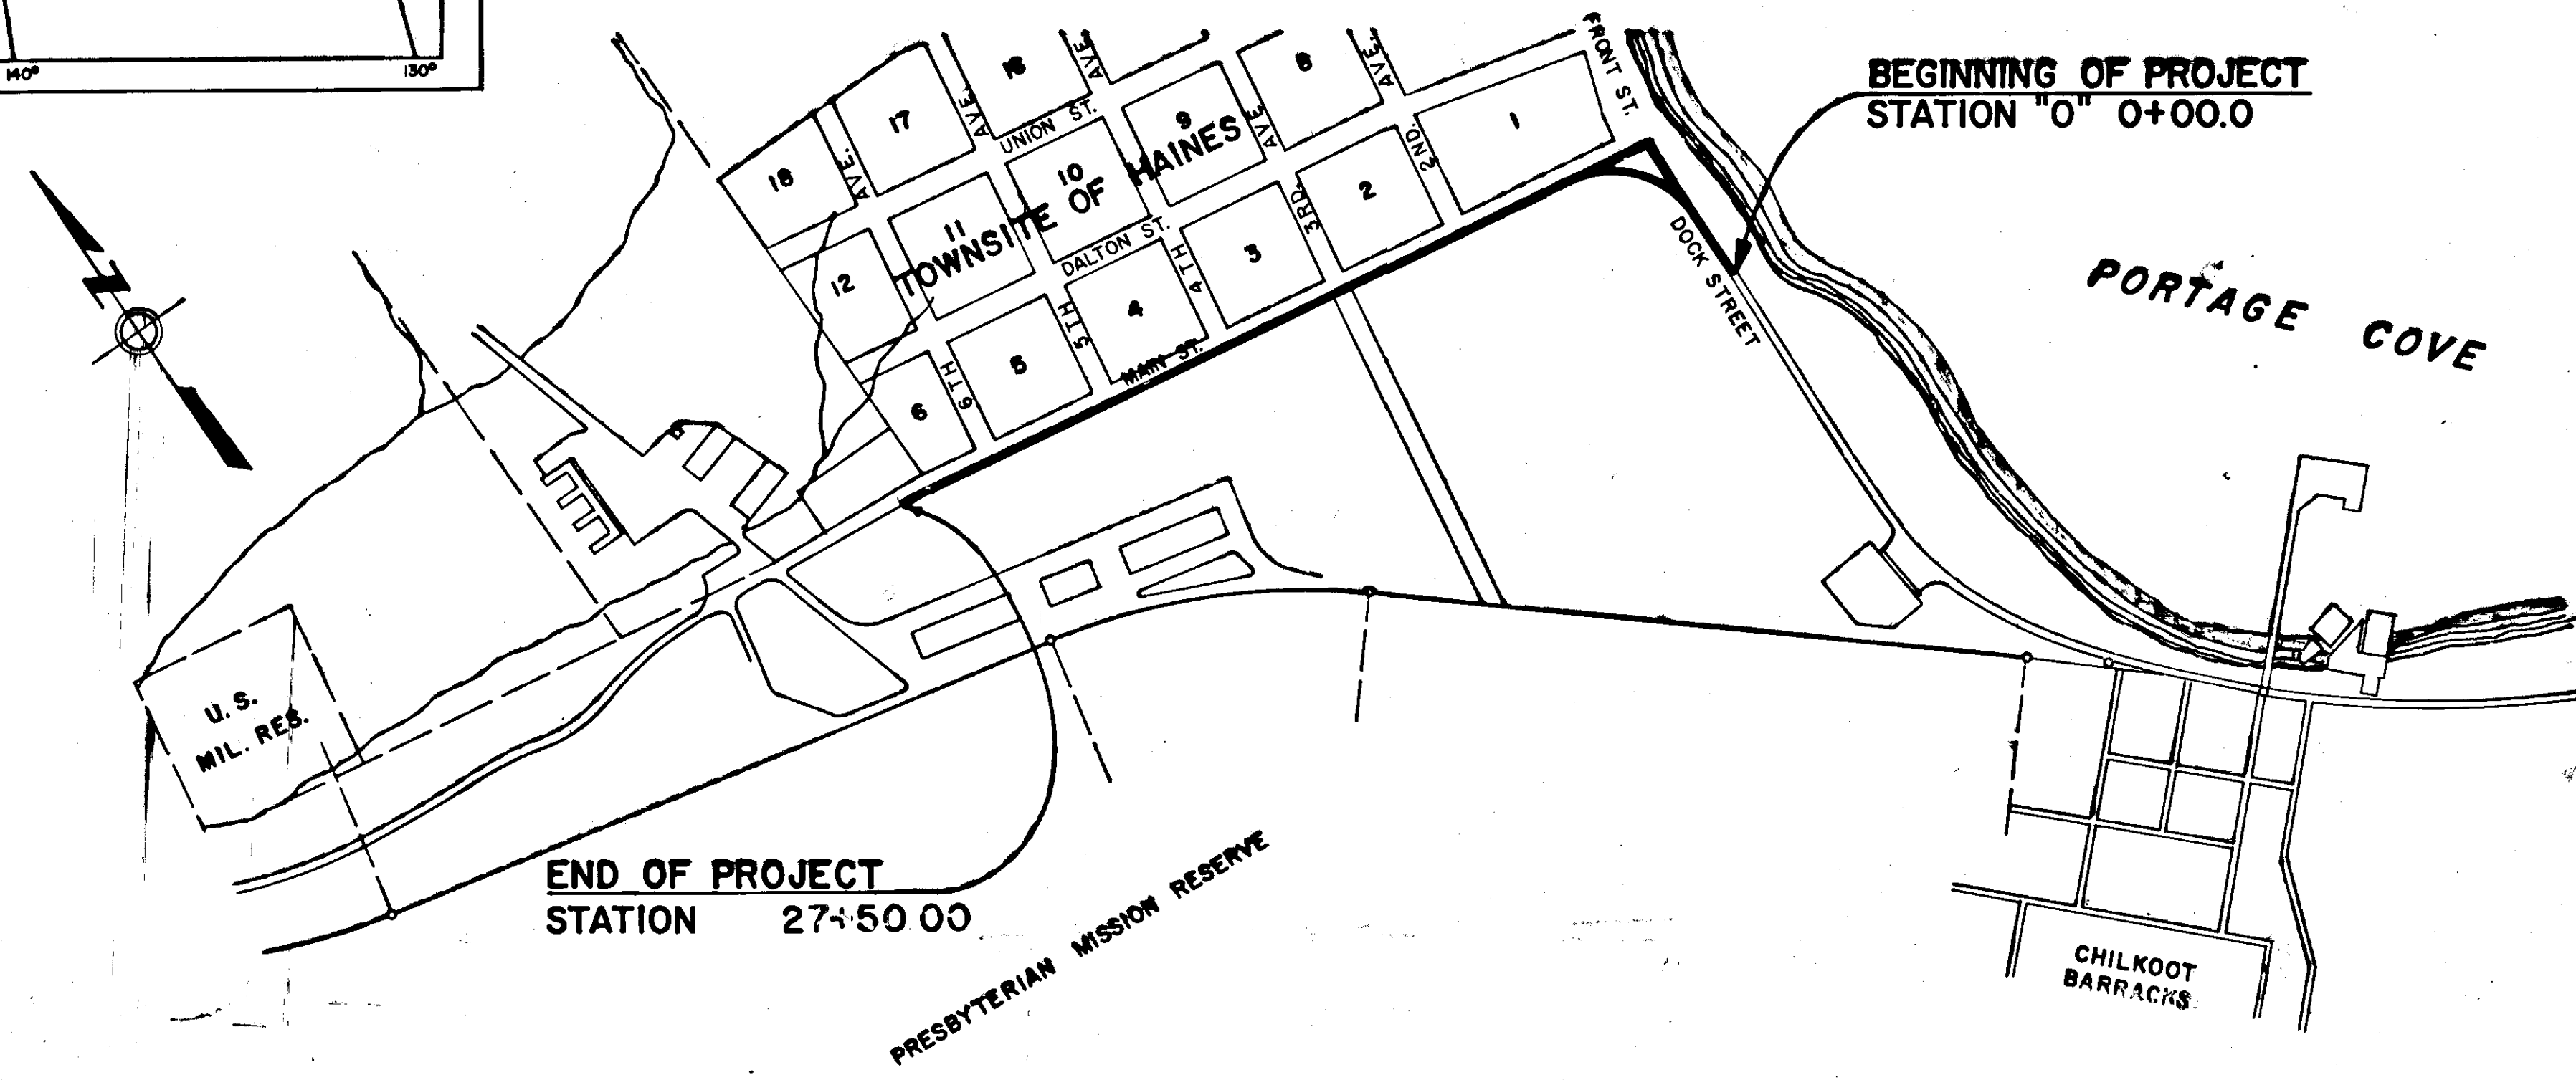 140°
130°
BEGINNING OF PROJECT
STATION "O" 0+00.0
FRONT ST.
AVE.
AVE
AVE.
16
8
17
UNION ST.
9
1
18
AVE.
10
AVE
2ND.
TOWNSITE OF HAINES
11
2
3RD.
DALTON ST.
3
4TH
12
4
5TH
MAIN ST.
5
6TH
6
DOCK STREET
PORTAGE COVE
N
U. S.
MIL. RES.
END OF PROJECT
STATION 27+50 00
PRESBYTERIAN MISSION RESERVE
CHILKOOT
BARRACKS